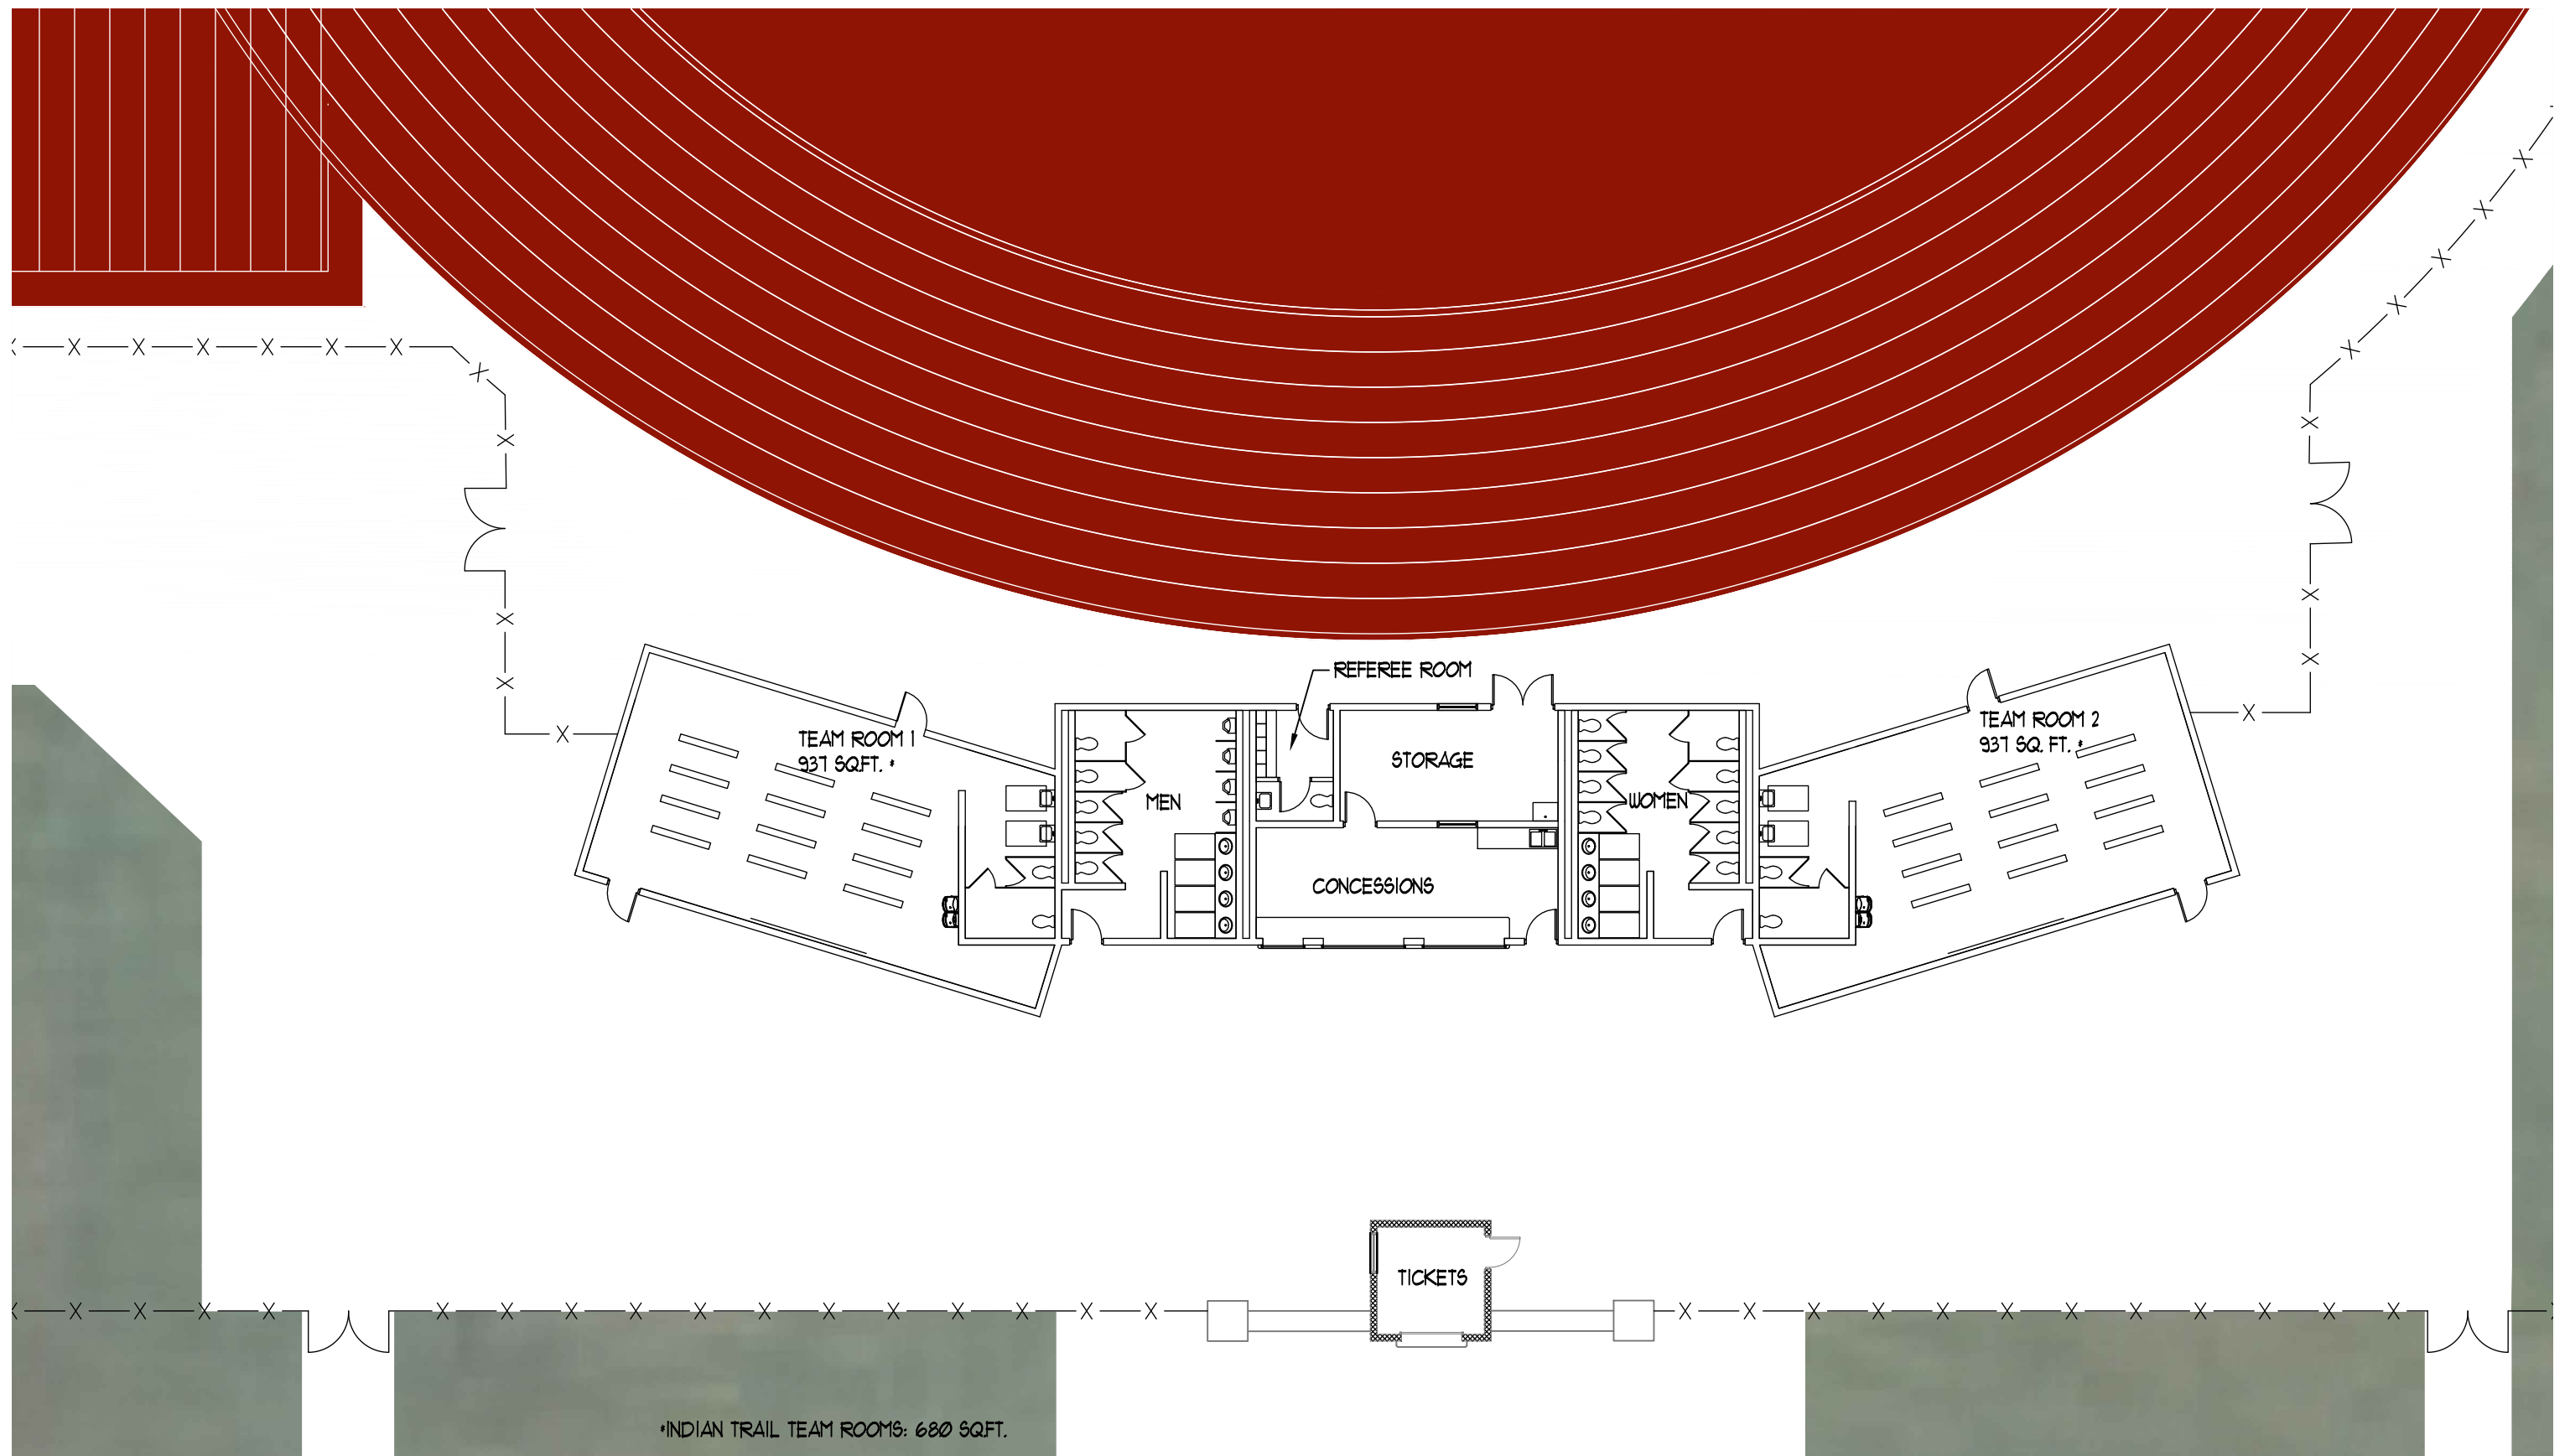 REFEREE ROOM
TEAM ROOM 1
937 SQ.FT. *
TEAM ROOM 2
937 SQ. FT. *
STORAGE
MEN
WOMEN
CONCESSIONS
TICKETS
*INDIAN TRAIL TEAM ROOMS: 680 SQ.FT.